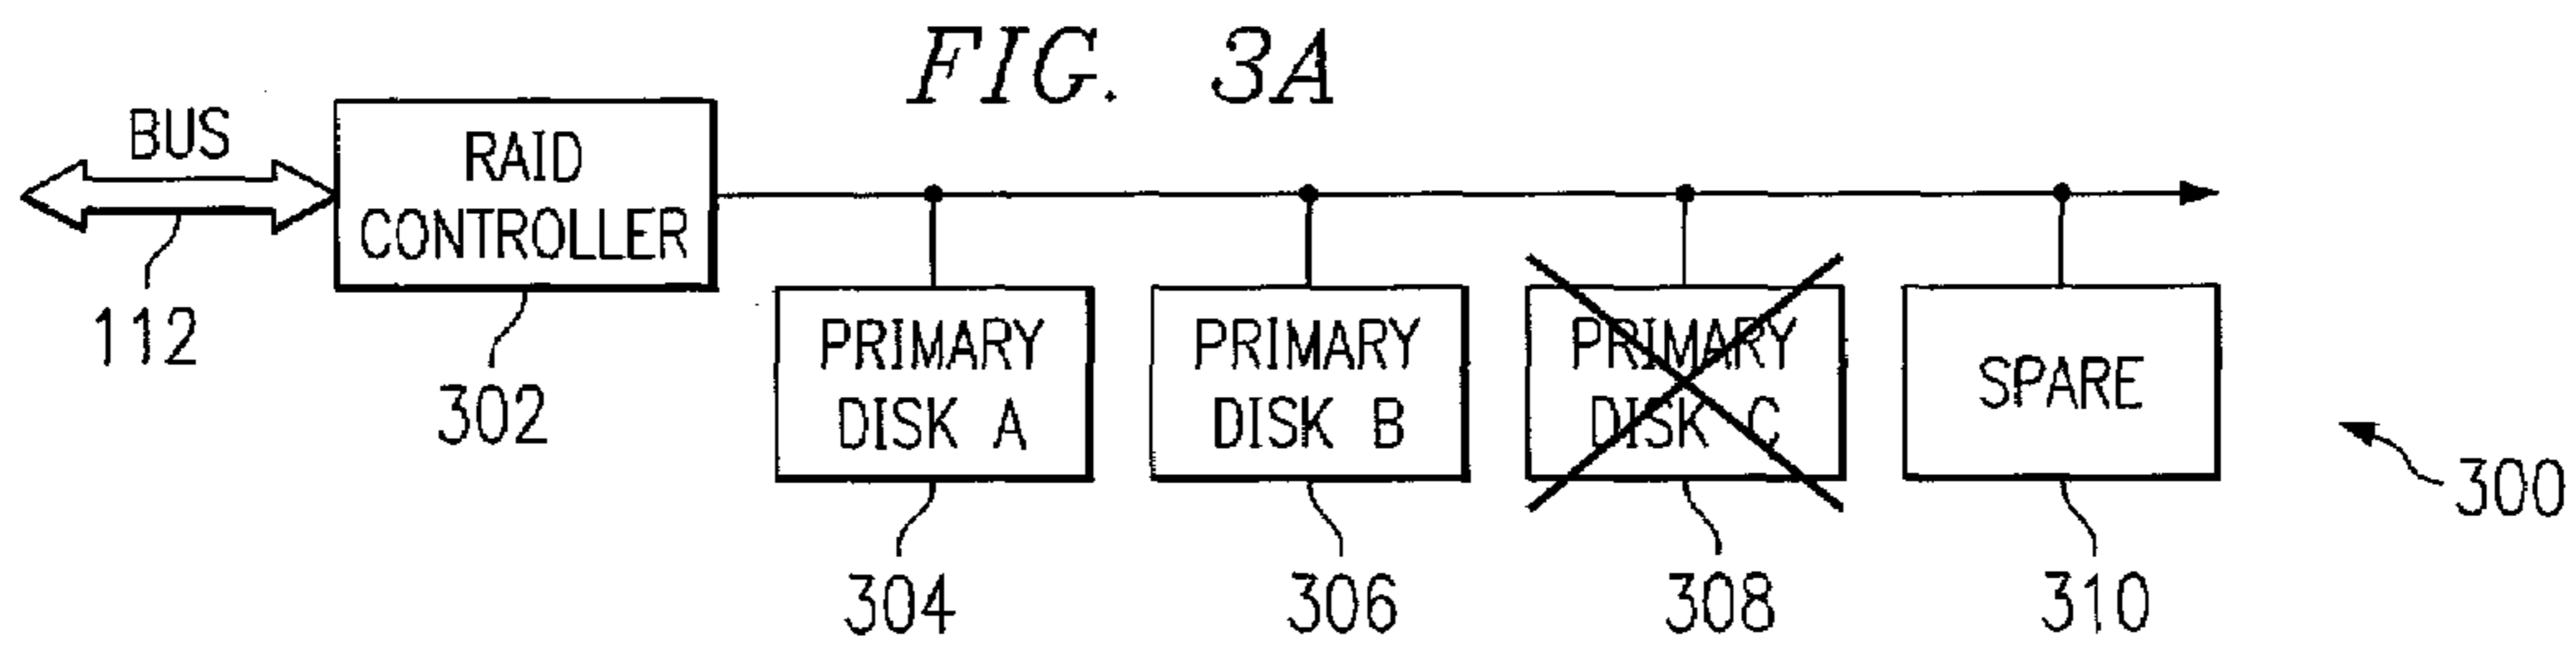 FIG. 3A
BUS
RAID
CONTROLLER
112
302
PRIMARY
DISK A
304
PRIMARY
DISK B
306
PRIMARY
DISK C
308
SPARE
310
300